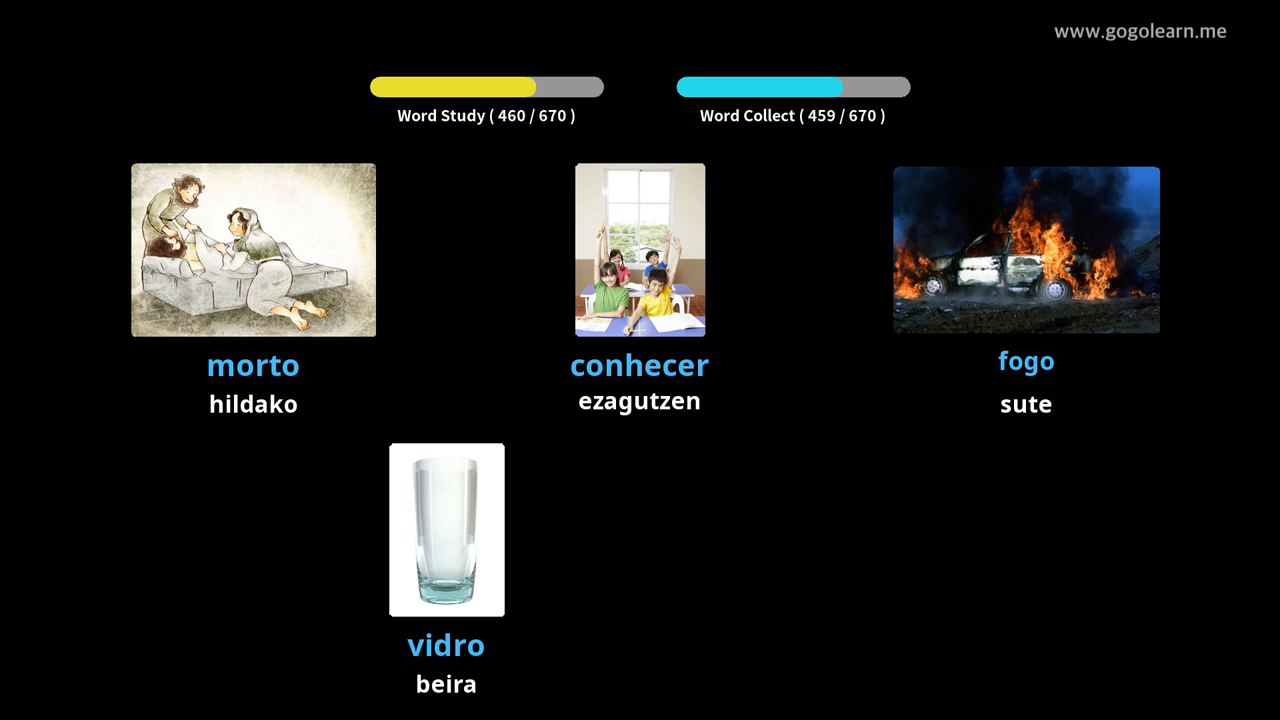 www.gogolearn.me
Word Study ( 460 / 670 )
Word Collect ( 459 / 670 )
morto
hildako
conhecer
ezagutzen
fogo
sute
vidro
beira